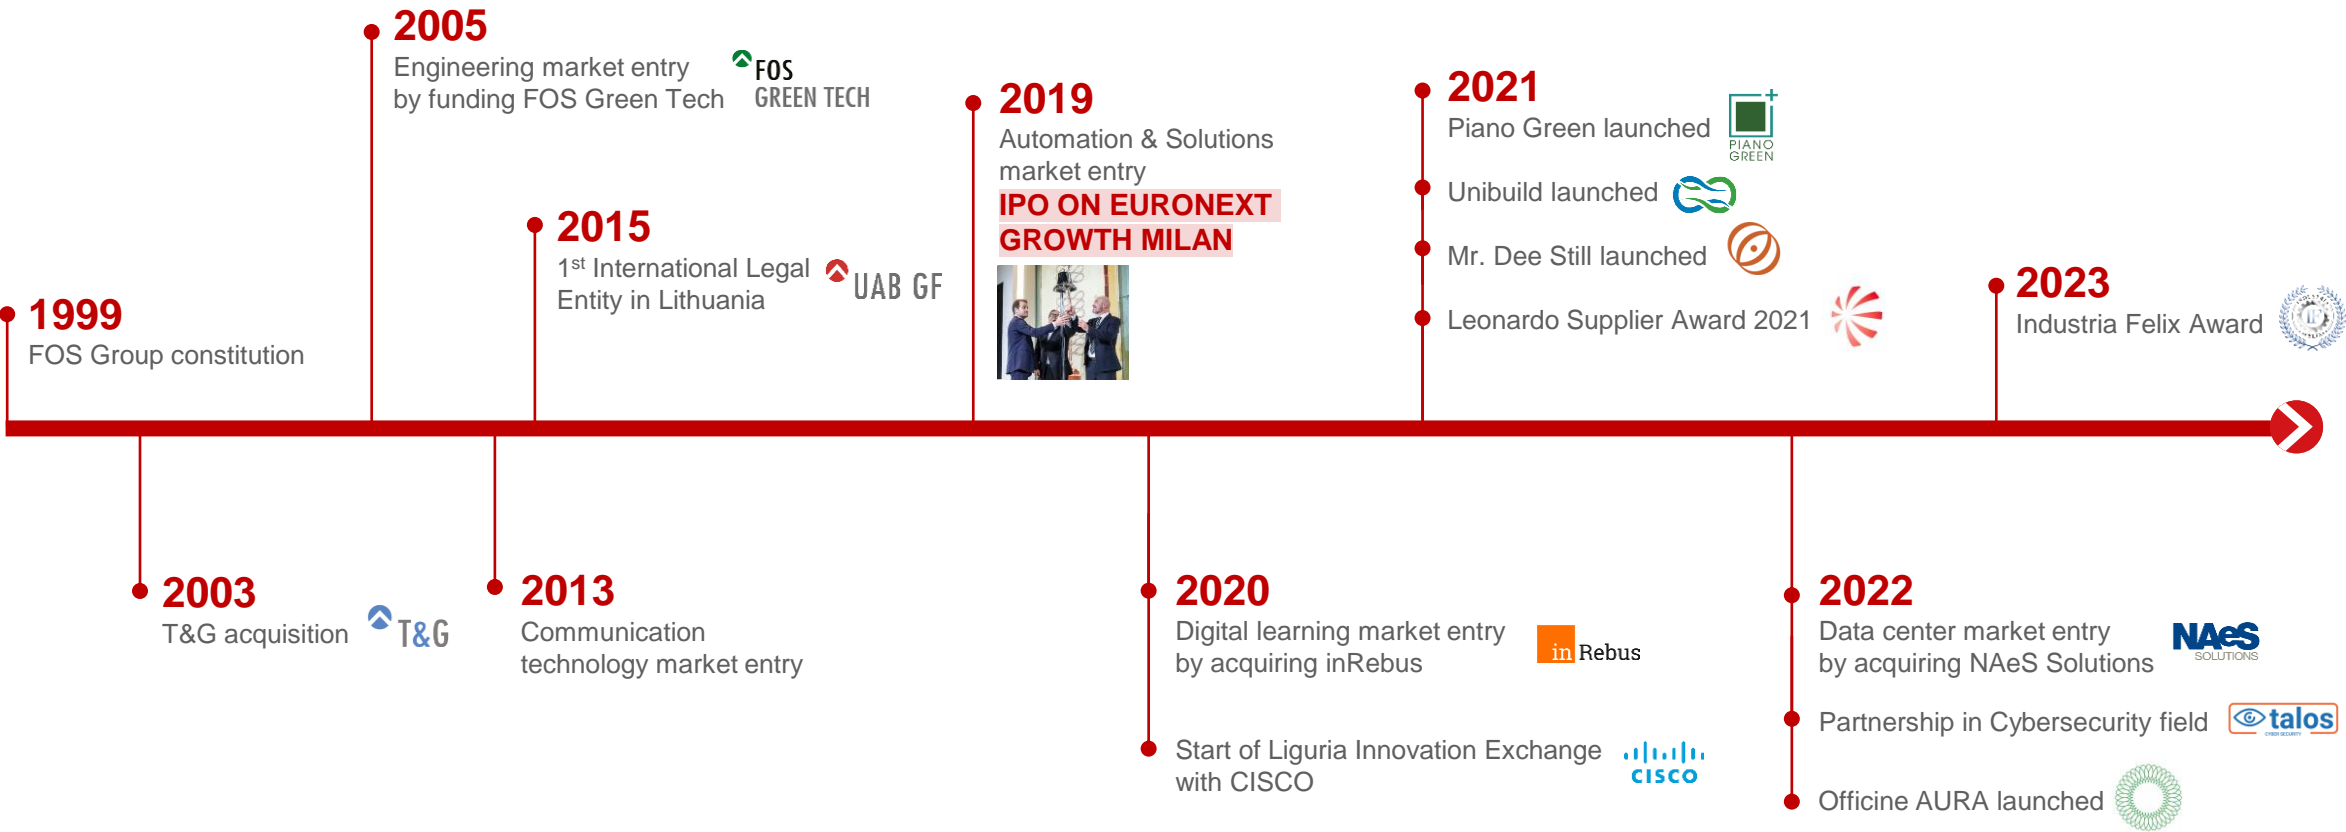 1999
FOS Group constitution
2003
T&G acquisition
T&G
2005
Engineering market entry
by funding FOS Green Tech
FOS
GREEN TECH
2013
Communication
technology market entry
2015
1st International Legal
Entity in Lithuania
UAB GF
2019
Automation & Solutions
market entry
IPO ON EURONEXT
GROWTH MILAN
2020
Digital learning market entry
by acquiring inRebus
in Rebus
Start of Liguria Innovation Exchange
with CISCO
CISCO
2021
Piano Green launched
PIANO
GREEN
Unibuild launched
Mr. Dee Still launched
Leonardo Supplier Award 2021
2022
Data center market entry
by acquiring NAeS Solutions
NAeS
SOLUTIONS
Partnership in Cybersecurity field
talos
CYBER SECURITY
Officine AURA launched
2023
Industria Felix Award
iF